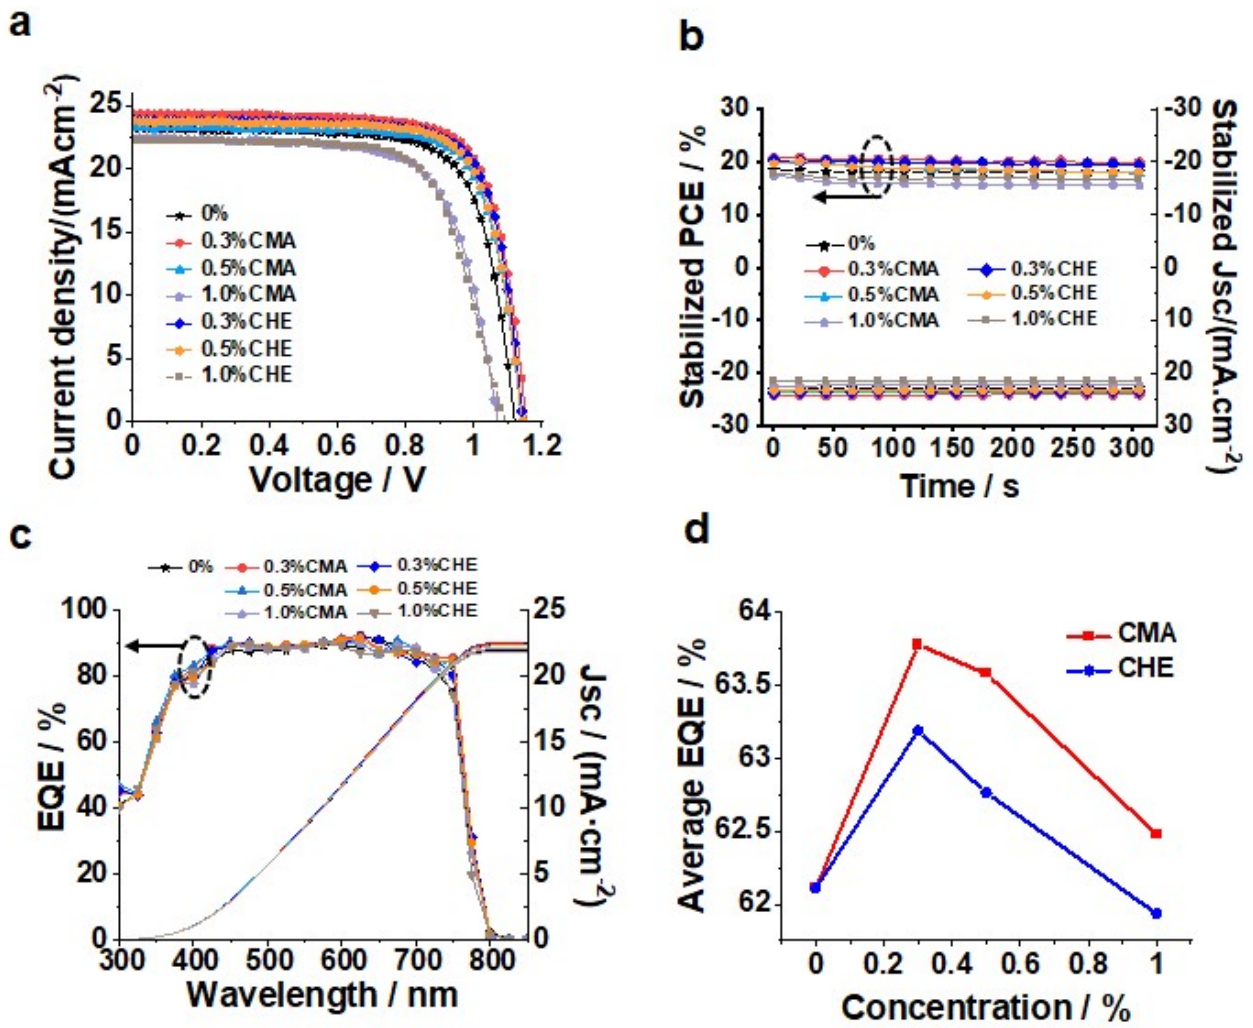 a
Current density/(mAcm-2)
25
20
15
10
5
0
0%
0.3%CMA
0.5%CMA
1.0%CMA
0.3%CHE
0.5%CHE
1.0%CHE
0 0.2 0.4 0.6 0.8 1 1.2
Voltage / V
b
Stabilized PCE / %
30
20
10
0
-10
-20
-30
0%
0.3%CMA 0.3%CHE
0.5%CMA 0.5%CHE
1.0%CMA 1.0%CHE
-30
-20
-10
0
10
20
30
Stabilized Jsc/(mA.cm-2)
0 50 100 150 200 250 300
Time / s
c
0% 0.3%CMA 0.3%CHE
0.5%CMA 0.5%CHE
1.0%CMA 1.0%CHE
EQE / %
100
80
60
40
20
0
25
20
15
10
5
0
Jsc / (mA·cm-2)
300 400 500 600 700 800
Wavelength / nm
d
Average EQE / %
64
63.5
63
62.5
62
CMA
CHE
0 0.2 0.4 0.6 0.8 1
Concentration / %